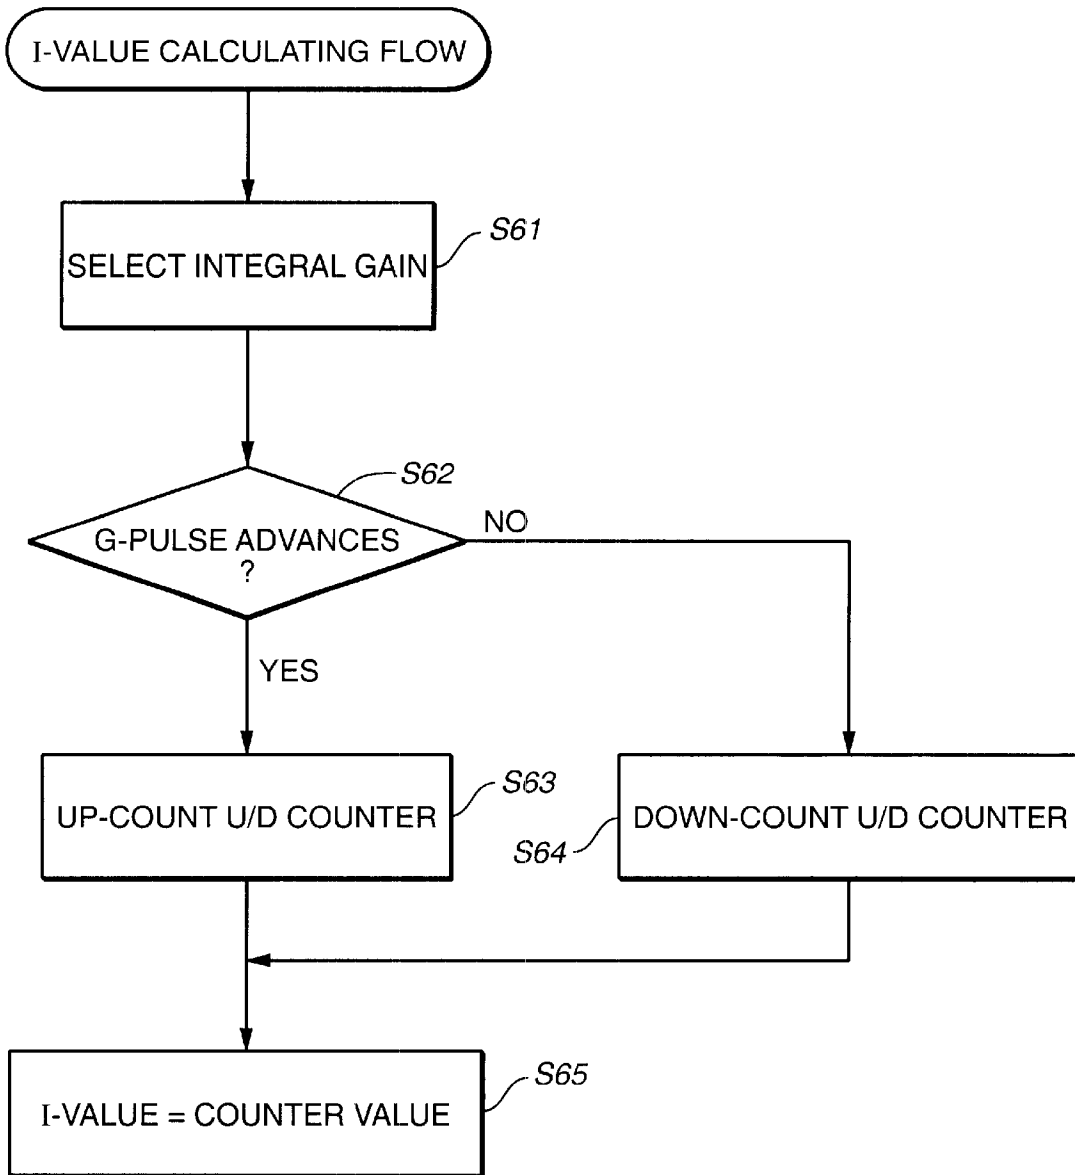 I-VALUE CALCULATING FLOW
S61
SELECT INTEGRAL GAIN
S62
G-PULSE ADVANCES
?
NO
YES
S63
UP-COUNT U/D COUNTER
DOWN-COUNT U/D COUNTER
S64
S65
I-VALUE = COUNTER VALUE